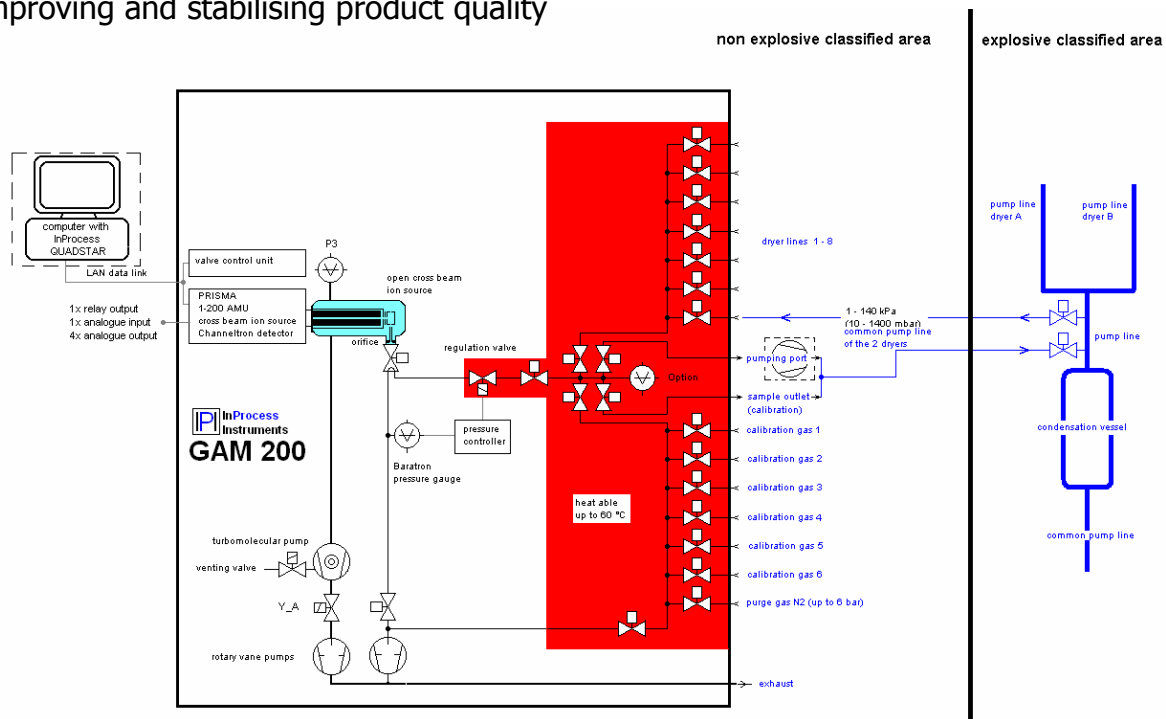 mproving and stabilising product quality
non explosive classified area
explosive classified area
computer with
InProcess
QUADSTAR
LAN data link
valve control unit
P3
PRISMA
1-200 AMU
cross beam ion source
Channeltron detector
1x relay output
1x analogue input
4x analogue output
open cross beam
ion source
orifice
regulation valve
dryer lines 1 - 8
pump line
dryer A
pump line
dryer B
1 - 140 kPa
(10 - 1400 mbar)
common pump line
of the 2 dryers
pump line
pumping port
Option
sample outlet
(calibration)
IPI InProcess
Instruments
GAM 200
pressure
controller
Baratron
pressure gauge
calibration gas 1
calibration gas 2
calibration gas 3
calibration gas 4
calibration gas 5
calibration gas 6
purge gas N2 (up to 6 bar)
condensation vessel
common pump line
heat able
up to 60 °C
turbomolecular pump
venting valve
Y_A
rotary vane pumps
exhaust